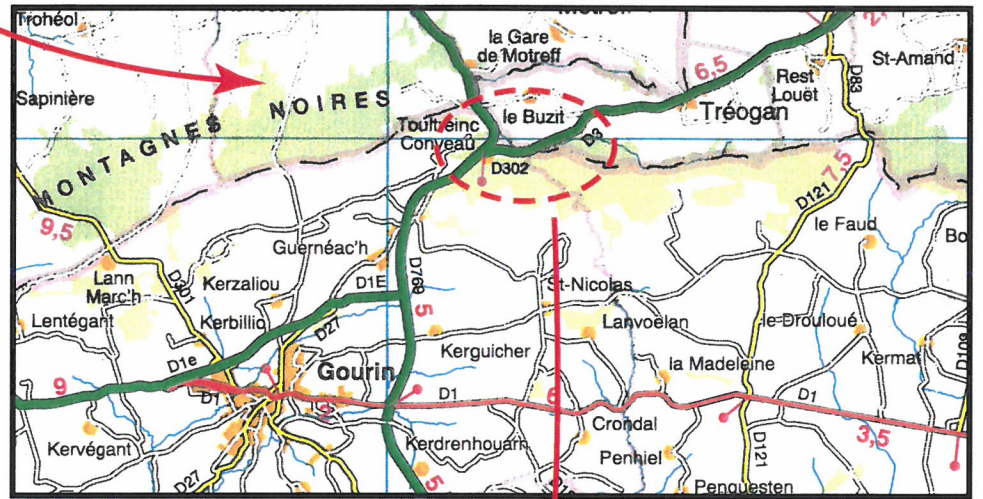 Trohéol
la Gare
de Motreff
6,5
St-Amand
Rest
Louët
D83
Sapinière
MONTAGNES NOIRES
le Buzit
Tréogan
Toultreinc
Conveau
D3
D302
7,5
D121
9,5
le Faud
Guernéac'h
Lann
Marc'h
D301
Kerzaliou
D1E
D769
St-Nicolas
Lentégant
Kerbillio
D27
5
Lanvoëlan
le Drouloué
D1e
Kerguicher
la Madeleine
9
Gourin
D1
D1
6
D1
Crondal
3,5
Kervégant
Kerdrenhouarn
Penhiel
D121
D27
5
Penquesten